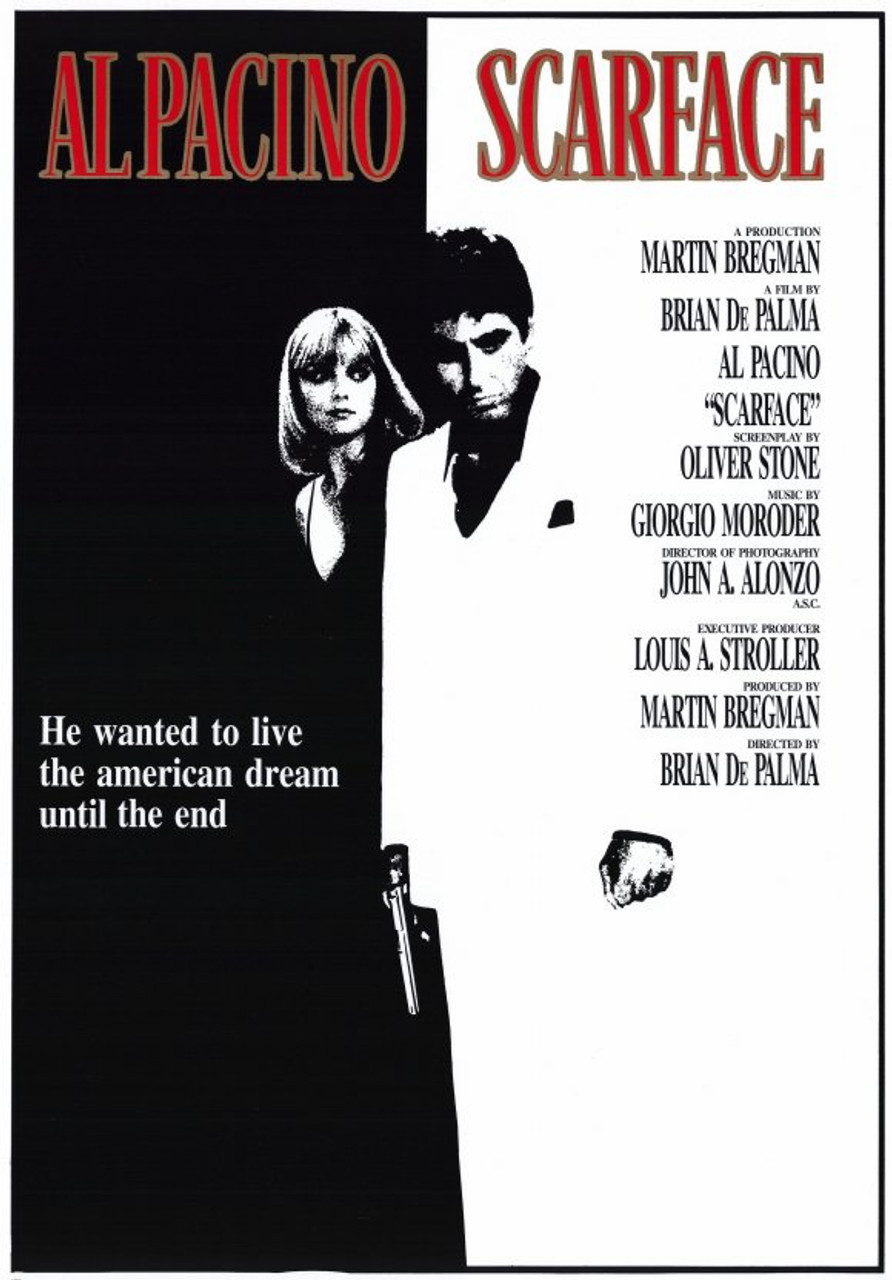 AL PACINO SCARFACE
A PRODUCTION
MARTIN BREGMAN
A FILM BY
BRIAN DE PALMA
AL PACINO
“SCARFACE”
SCREENPLAY BY
OLIVER STONE
MUSIC BY
GIORGIO MORODER
DIRECTOR OF PHOTOGRAPHY
JOHN A. ALONZO
A.S.C.
EXECUTIVE PRODUCER
LOUIS A. STROLLER
PRODUCED BY
MARTIN BREGMAN
DIRECTED BY
BRIAN DE PALMA
He wanted to live
the american dream
until the end